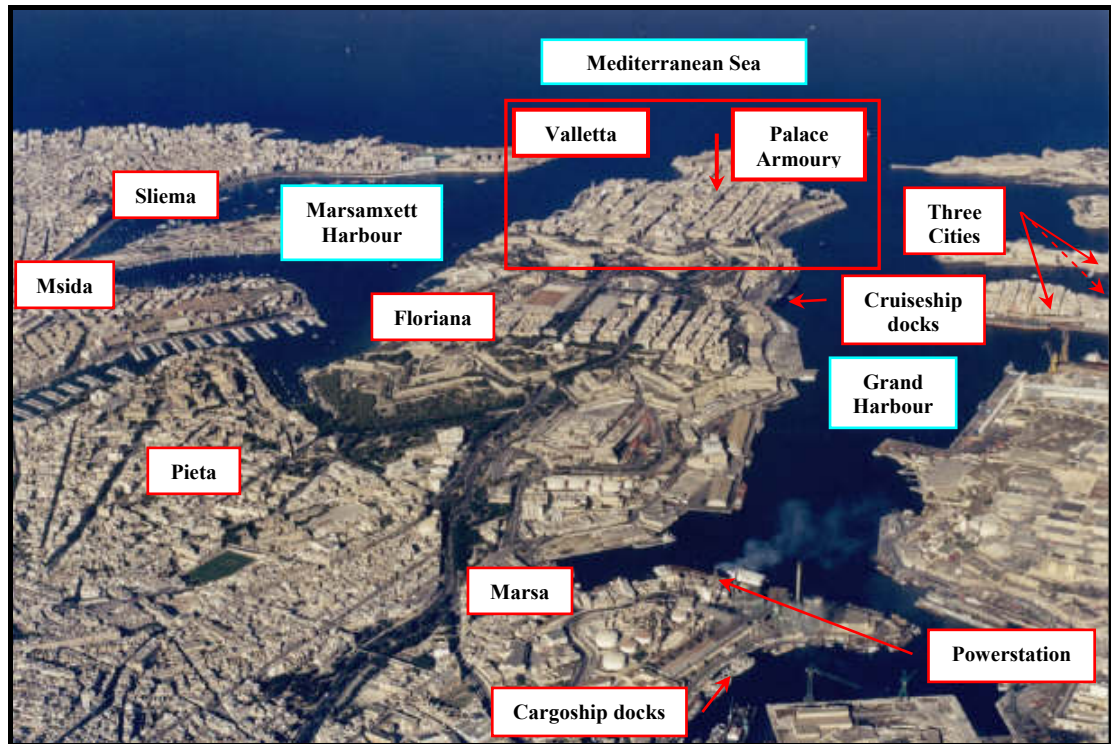 Mediterranean Sea
Valletta
Palace
Armoury
Sliema
Marsamxett
Harbour
Three
Cities
Msida
Floriana
Cruiseship
docks
Grand
Harbour
Pieta
Marsa
Powerstation
Cargoship docks